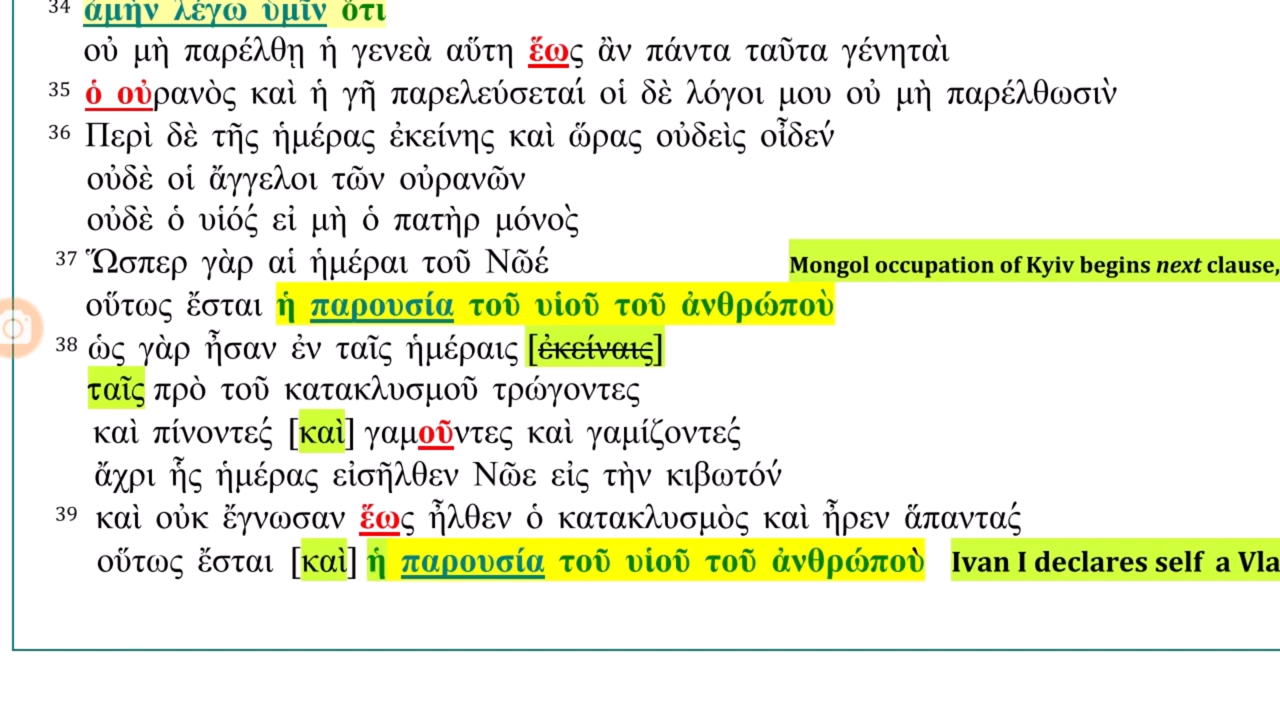 34 ἀμὴν λέγω ὑμῖν ὅτι
οὐ μὴ παρέλθῃ ἡ γενεὰ αὕτη ἕως ἂν πάντα ταῦτα γένηταὶ
35 ὁ οὐρανὸς καὶ ἡ γῆ παρελεύσεταί οἱ δὲ λόγοι μου οὐ μὴ παρέλθωσιν̀
36 Περὶ δὲ τῆς ἡμέρας ἐκείνης καὶ ὥρας οὐδεὶς οἶδεν́
οὐδὲ οἱ ἄγγελοι τῶν οὐρανῶν
οὐδὲ ὁ υἱός́ εἰ μὴ ὁ πατὴρ μόνος̀
37 Ὥσπερ γὰρ αἱ ἡμέραι τοῦ Νῶέ Mongol occupation of Kyiv begins next clause,
οὕτως ἔσται ἡ παρουσία τοῦ υἱοῦ τοῦ ἀνθρώποὺ
38 ὡς γὰρ ἦσαν ἐν ταῖς ἡμέραις [ἐκείναις]
ταῖς πρὸ τοῦ κατακλυσμοῦ τρώγοντες
καὶ πίνοντες́ [καὶ] γαμοῦντες καὶ γαμίζοντες́
ἄχρι ἧς ἡμέρας εἰσῆλθεν Νῶε εἰς τὴν κιβωτόν́
39 καὶ οὐκ ἔγνωσαν ἕως ἦλθεν ὁ κατακλυσμὸς καὶ ἦρεν ἅπαντας́
οὕτως ἔσται [καὶ] ἡ παρουσία τοῦ υἱοῦ τοῦ ἀνθρώποὺ Ivan I declares self a Vla